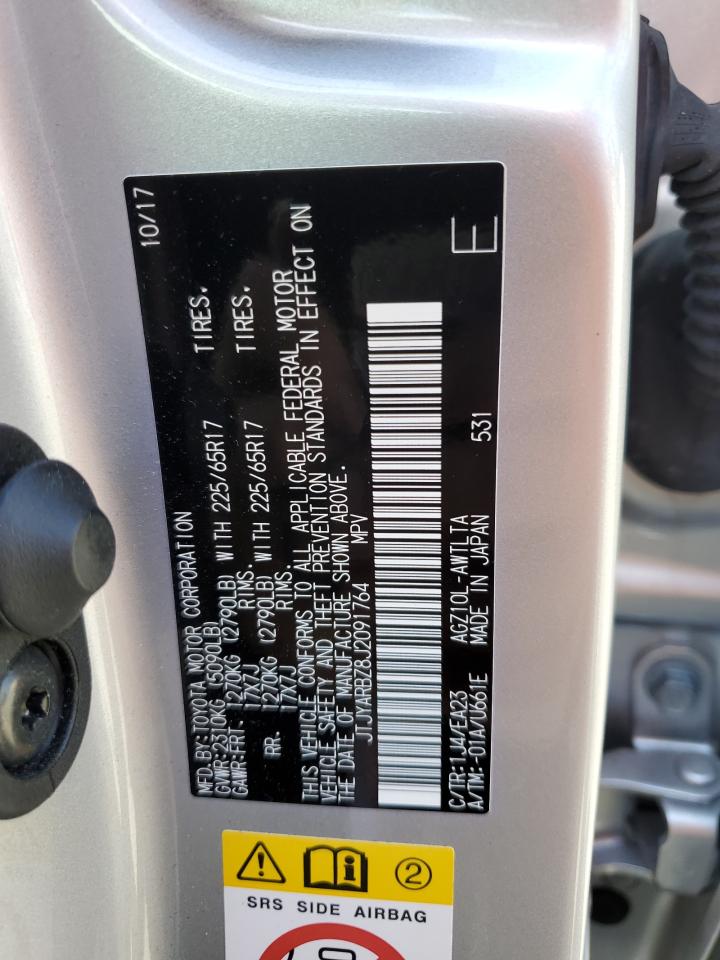 MFD.BY:TOYOTA MOTOR CORPORATION 10/17
GVWR:2310KG (5090LB)
GAWR:FRT. 1270KG (2790LB) WITH 225/65R17 TIRES.
17X7J RIMS.
RR. 1270KG (2790LB) WITH 225/65R17 TIRES.
17X7J RIMS.
THIS VEHICLE CONFORMS TO ALL APPLICABLE FEDERAL MOTOR
VEHICLE SAFETY AND THEFT PREVENTION STANDARDS IN EFFECT ON
THE DATE OF MANUFACTURE SHOWN ABOVE.
JTJYARBZ8J2091764 MPV
C/TR:1J4/EA23 AGZ10L-AWTLTA 531 E
A/TM:-01A/U661E MADE IN JAPAN
2
SRS SIDE AIRBAG